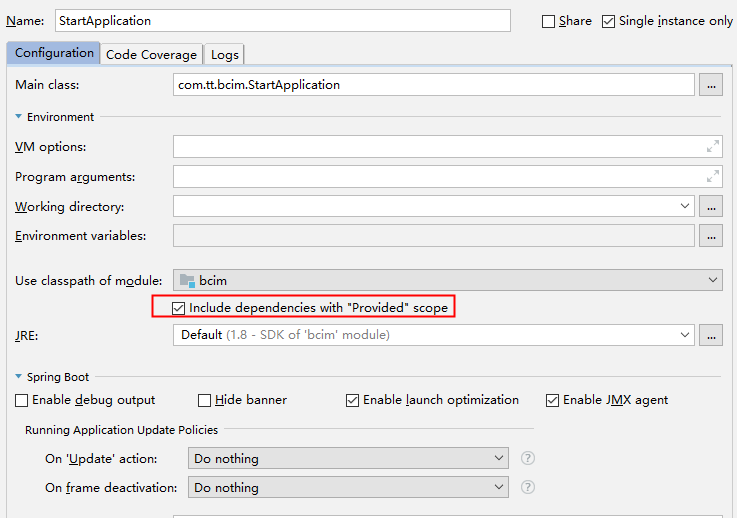 Name: StartApplication Share Single instance only
Configuration Code Coverage Logs
Main class: com.tt.bcim.StartApplication ...
Environment
VM options:
Program arguments:
Working directory: ...
Environment variables: ...
Use classpath of module: bcim
Include dependencies with "Provided" scope
JRE: Default (1.8 - SDK of 'bcim' module) ...
Spring Boot
Enable debug output Hide banner Enable launch optimization Enable JMX agent
Running Application Update Policies
On 'Update' action: Do nothing ?
On frame deactivation: Do nothing ?